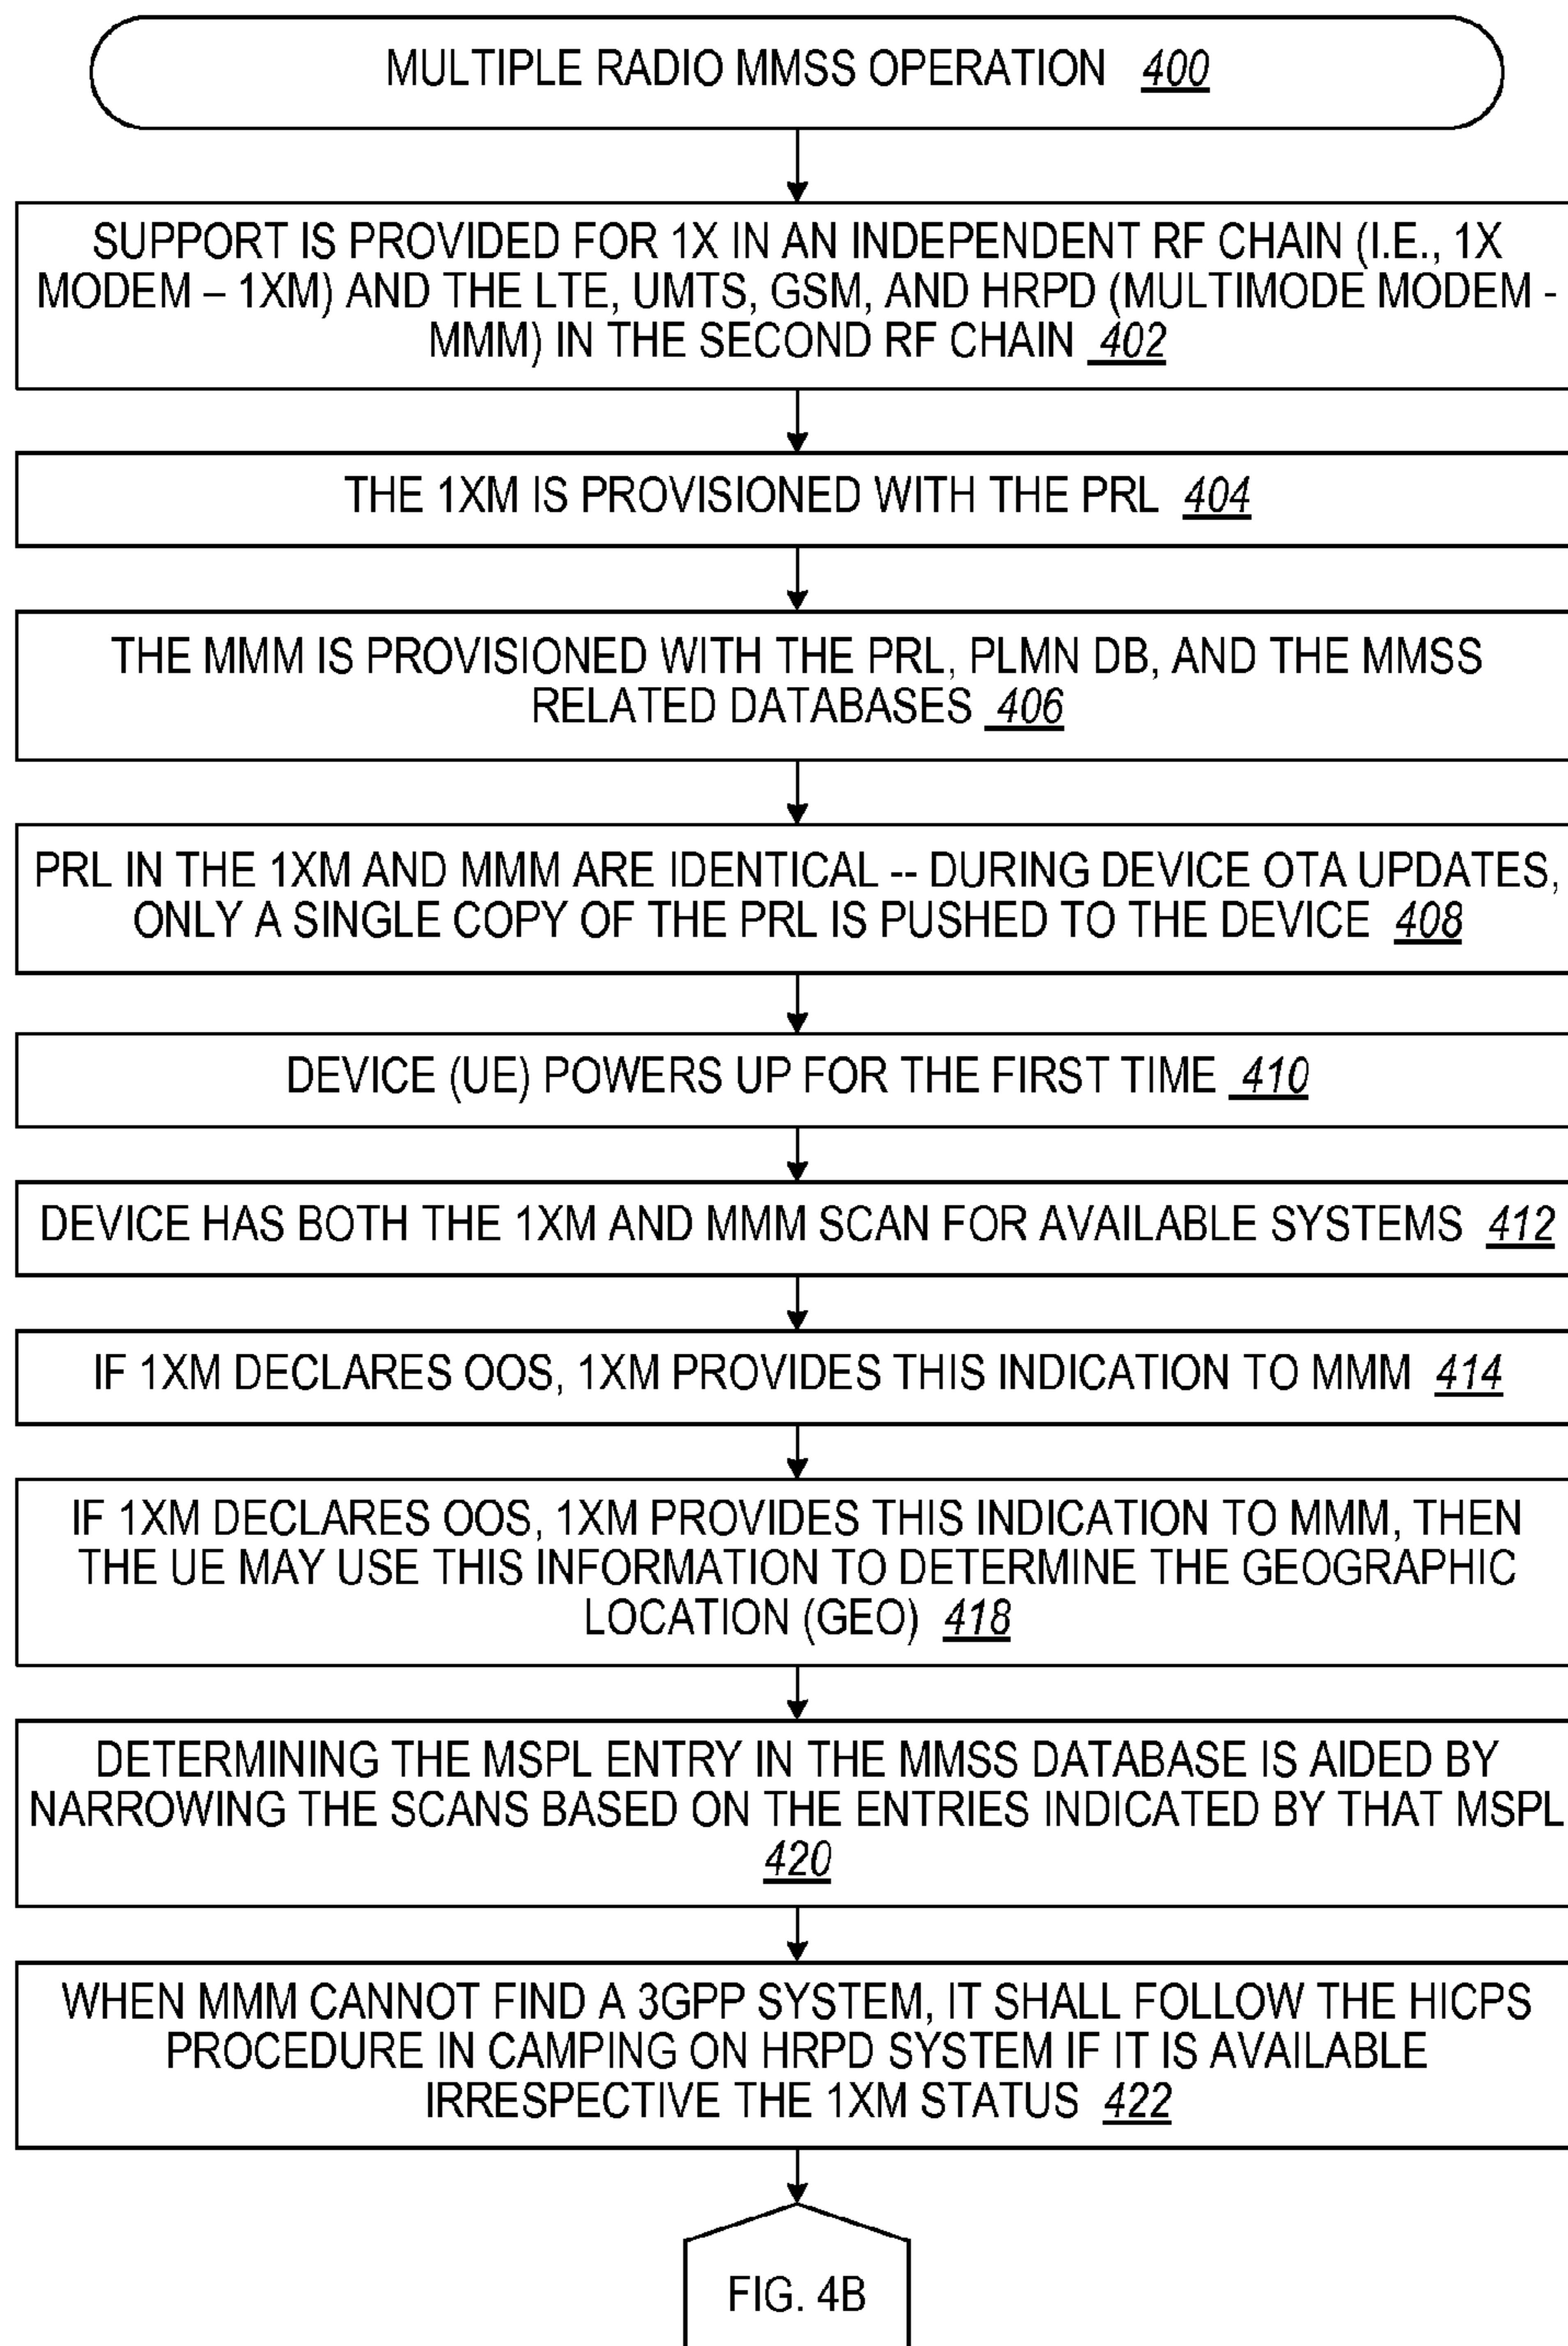 MULTIPLE RADIO MMSS OPERATION 400
SUPPORT IS PROVIDED FOR 1X IN AN INDEPENDENT RF CHAIN (I.E., 1X
MODEM – 1XM) AND THE LTE, UMTS, GSM, AND HRPD (MULTIMODE MODEM -
MMM) IN THE SECOND RF CHAIN 402
THE 1XM IS PROVISIONED WITH THE PRL 404
THE MMM IS PROVISIONED WITH THE PRL, PLMN DB, AND THE MMSS
RELATED DATABASES 406
PRL IN THE 1XM AND MMM ARE IDENTICAL -- DURING DEVICE OTA UPDATES,
ONLY A SINGLE COPY OF THE PRL IS PUSHED TO THE DEVICE 408
DEVICE (UE) POWERS UP FOR THE FIRST TIME 410
DEVICE HAS BOTH THE 1XM AND MMM SCAN FOR AVAILABLE SYSTEMS 412
IF 1XM DECLARES OOS, 1XM PROVIDES THIS INDICATION TO MMM 414
IF 1XM DECLARES OOS, 1XM PROVIDES THIS INDICATION TO MMM, THEN
THE UE MAY USE THIS INFORMATION TO DETERMINE THE GEOGRAPHIC
LOCATION (GEO) 418
DETERMINING THE MSPL ENTRY IN THE MMSS DATABASE IS AIDED BY
NARROWING THE SCANS BASED ON THE ENTRIES INDICATED BY THAT MSPL
420
WHEN MMM CANNOT FIND A 3GPP SYSTEM, IT SHALL FOLLOW THE HICPS
PROCEDURE IN CAMPING ON HRPD SYSTEM IF IT IS AVAILABLE
IRRESPECTIVE THE 1XM STATUS 422
FIG. 4B